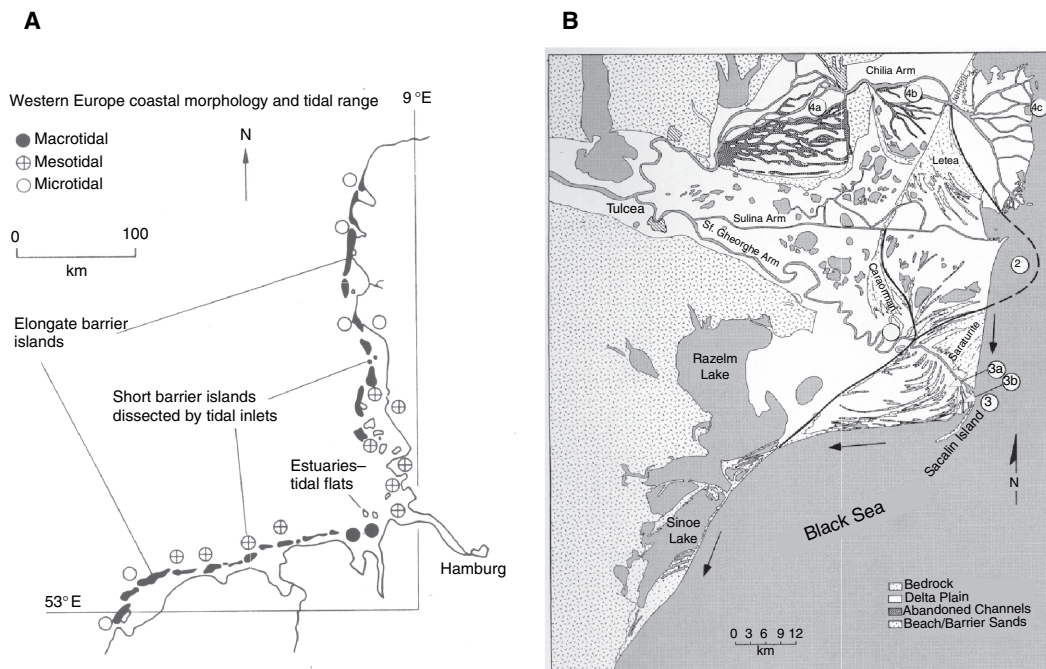 A
Western Europe coastal morphology and tidal range
9 °E
Macrotidal
Mesotidal
Microtidal
N
0 100
km
Elongate barrier
islands
Short barrier islands
dissected by tidal inlets
Estuaries–
tidal flats
Hamburg
53° E
B
Chilia Arm
4a
4b
4c
Letea
Tulcea
Sulina Arm
Sf. Gheorghe Arm
Caraorman
2
Saraturite
Razelm
Lake
3a
3b
3
Sacalin Island
N
Black Sea
Sinoe
Lake
Bedrock
Delta Plain
Abandoned Channels
Beach/Barrier Sands
0 3 6 9 12
km